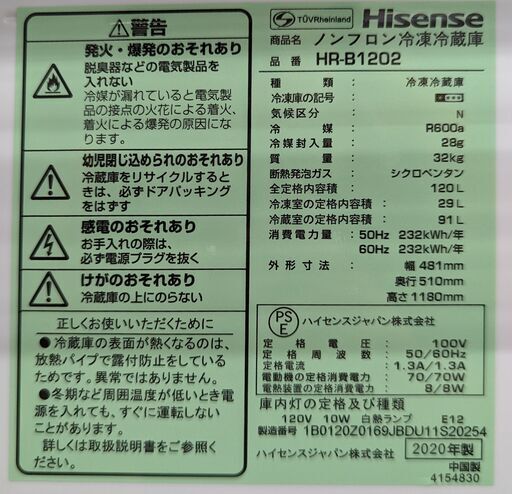 警告
発火・爆発のおそれあり
脱臭器などの電気製品を
入れない
冷媒が漏れていると電気製
品の接点の火花による着火、
着火による爆発の原因にな
ります。
幼児閉じ込められのおそれあり
冷蔵庫をリサイクルすると
きは、必ずドアパッキング
をはずす
感電のおそれあり
お手入れの際は、
必ず電源プラグを抜く
けがのおそれあり
冷蔵庫の上にのらない
正しくお使いいただくために
●冷蔵庫の表面が熱くなるのは、
放熱パイプで露付防止をしている
ためです。異常ではありません。
●冬期など周囲温度が低いとき電
源を入れても、すぐに運転しない
ことがあります。
詳しくは取扱説明書をご覧ください。
TÜVRheinland
Hisense
商品名 ノンフロン冷凍冷蔵庫
品番 HR-B1202
種類: 冷凍冷蔵庫
冷凍庫の記号:
気候区分: N
冷媒: R600a
冷媒封入量: 28g
質量: 32kg
断熱発泡ガス: シクロペンタン
全定格内容積: 120L
冷凍室の定格内容積: 29L
冷蔵室の定格内容積: 91L
消費電力量: 50Hz 232kWh/年
60Hz 232kWh/年
外形寸法: 幅 481mm
奥行510mm
高さ1180mm
PS
E
ハイセンスジャパン株式会社
定格電圧: 100V
定格周波数: 50/60Hz
定格電流: 1.3A/1.3A
電動機の定格消費電力: 70/70W
電熱装置の定格消費電力: 8/8W
庫内灯の定格及び種類
120V 10W 白熱ランプ E12
製造番号: 1B0120Z0169JBDU11S20254
ハイセンスジャパン株式会社
2020年製
中国製
4154830